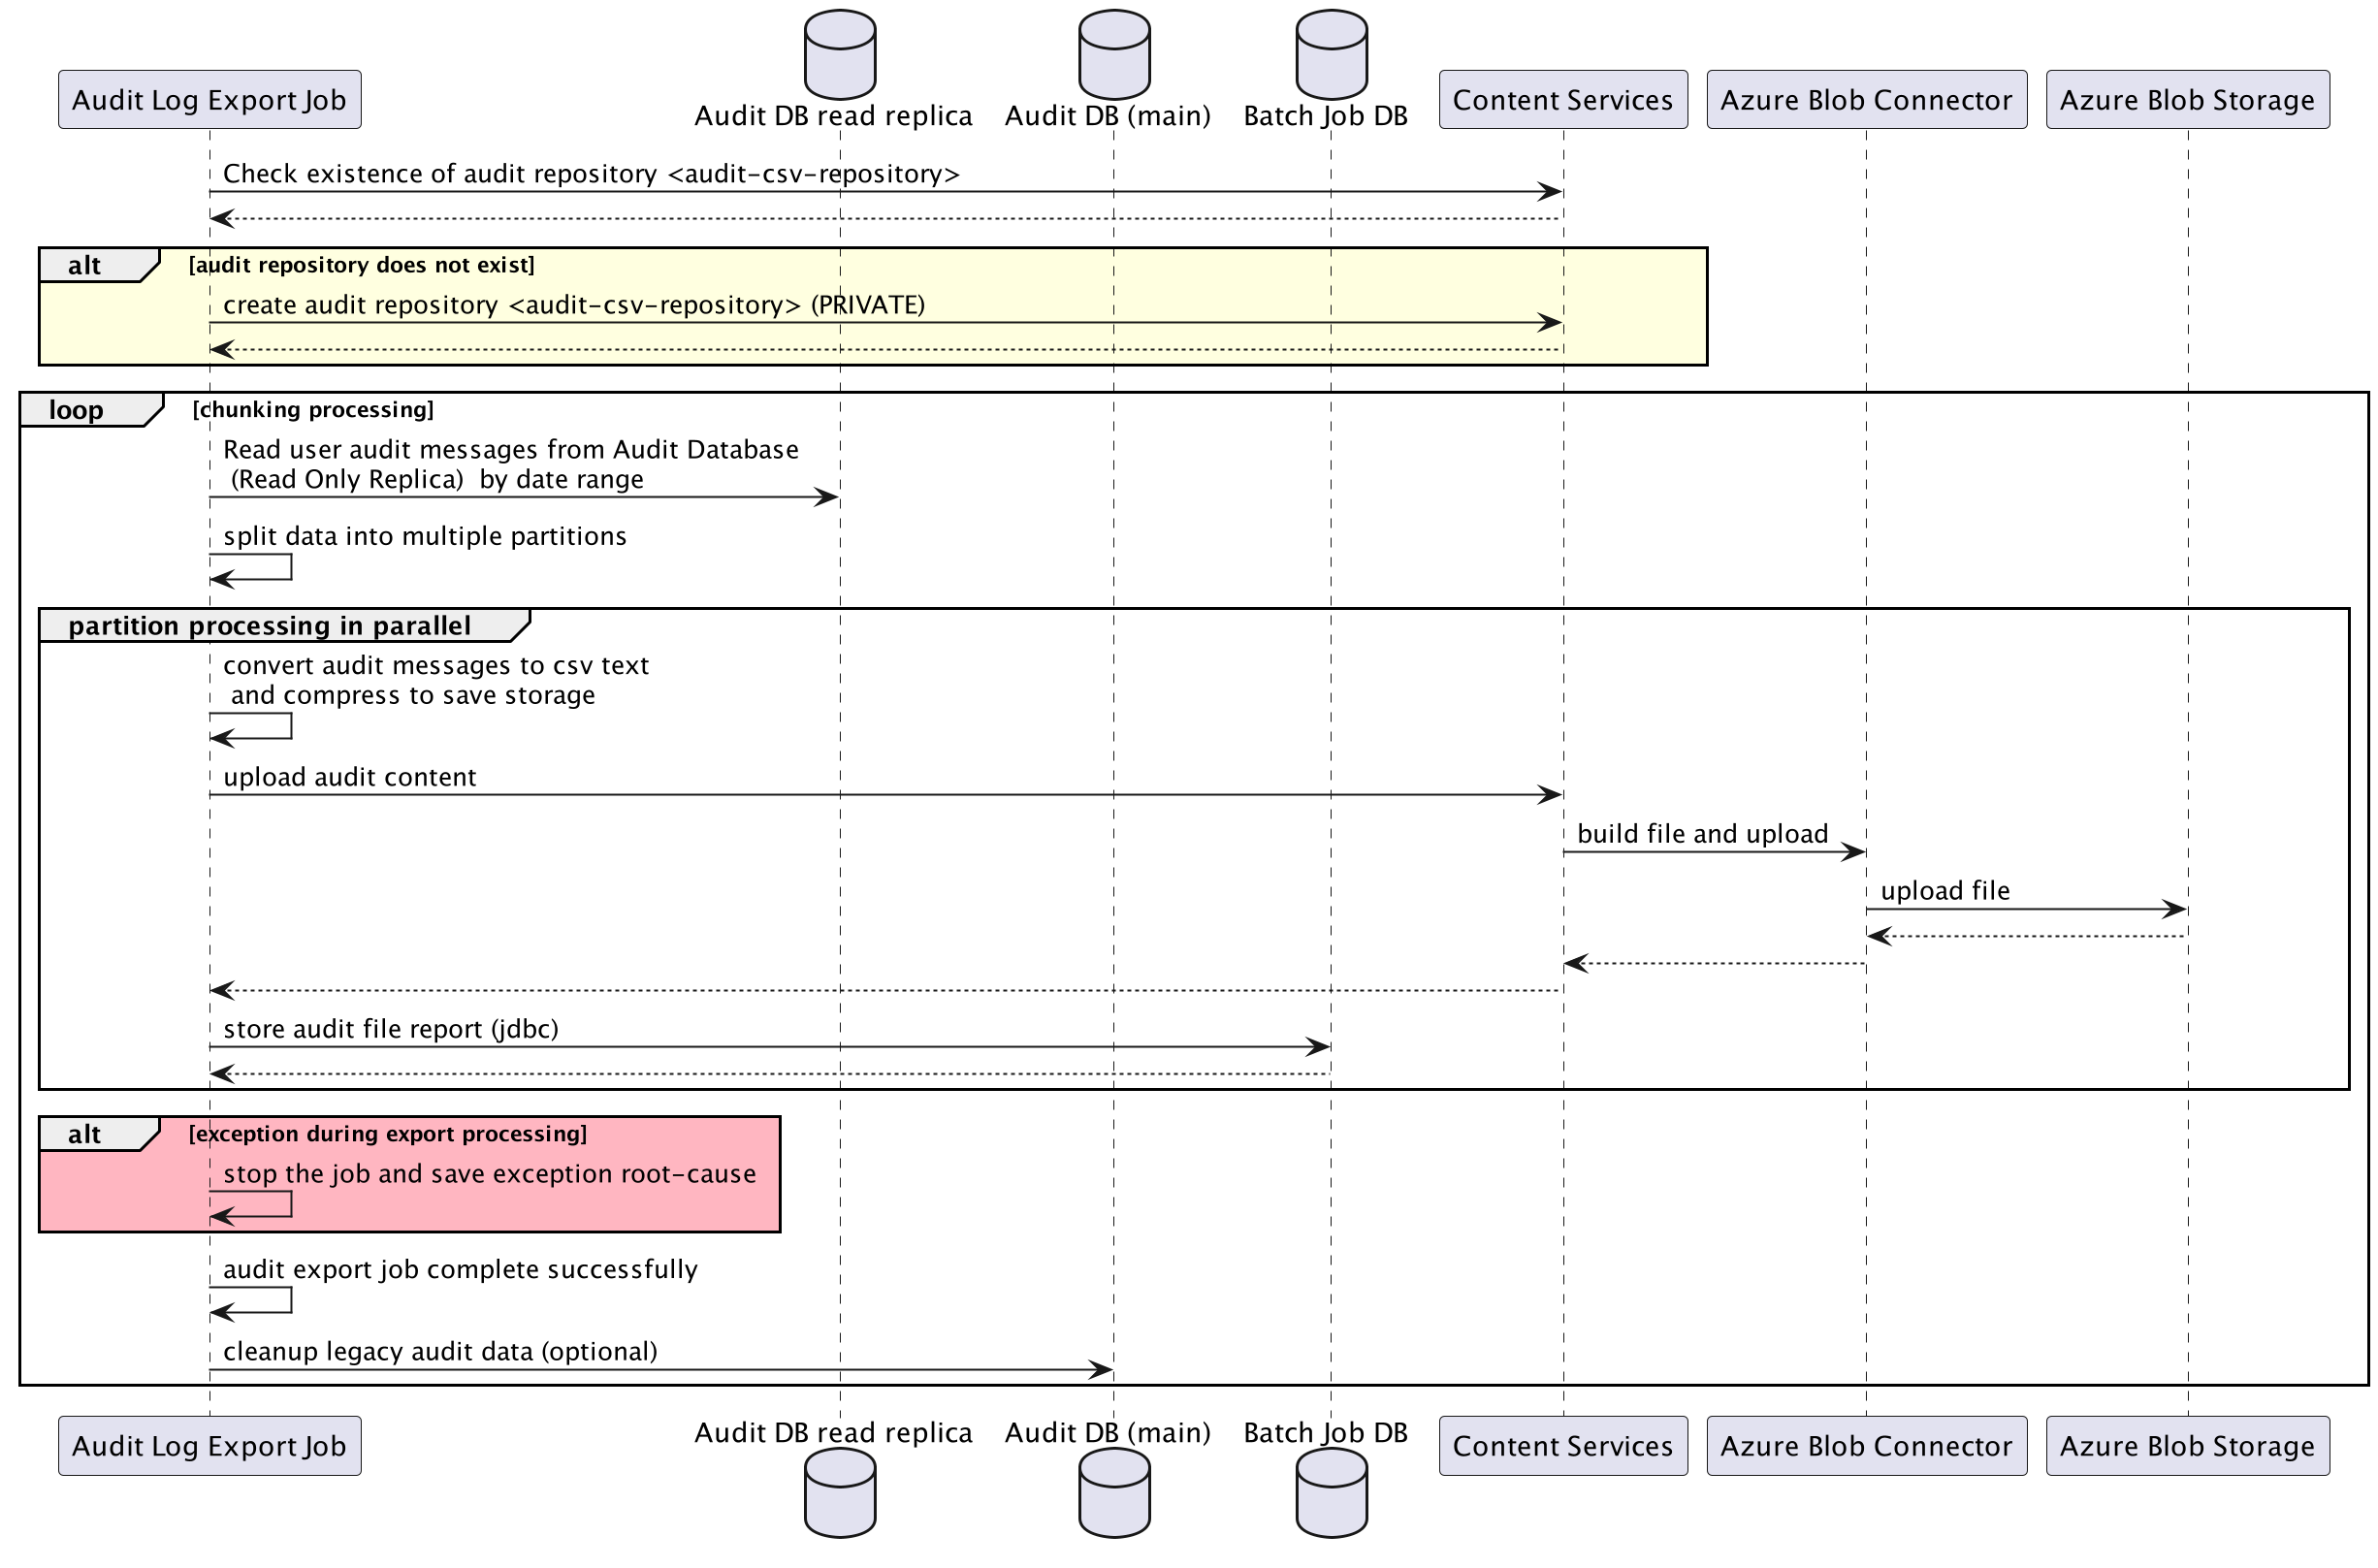 Audit Log Export Job
Audit DB read replica
Audit DB (main)
Batch Job DB
Content Services
Azure Blob Connector
Azure Blob Storage
Check existence of audit repository <audit-csv-repository>
alt
[audit repository does not exist]
create audit repository <audit-csv-repository> (PRIVATE)
loop
[chunking processing]
Read user audit messages from Audit Database
(Read Only Replica)  by date range
split data into multiple partitions
partition processing in parallel
convert audit messages to csv text
and compress to save storage
upload audit content
build file and upload
upload file
store audit file report (jdbc)
alt
[exception during export processing]
stop the job and save exception root-cause
audit export job complete successfully
cleanup legacy audit data (optional)
Audit Log Export Job
Audit DB read replica
Audit DB (main)
Batch Job DB
Content Services
Azure Blob Connector
Azure Blob Storage